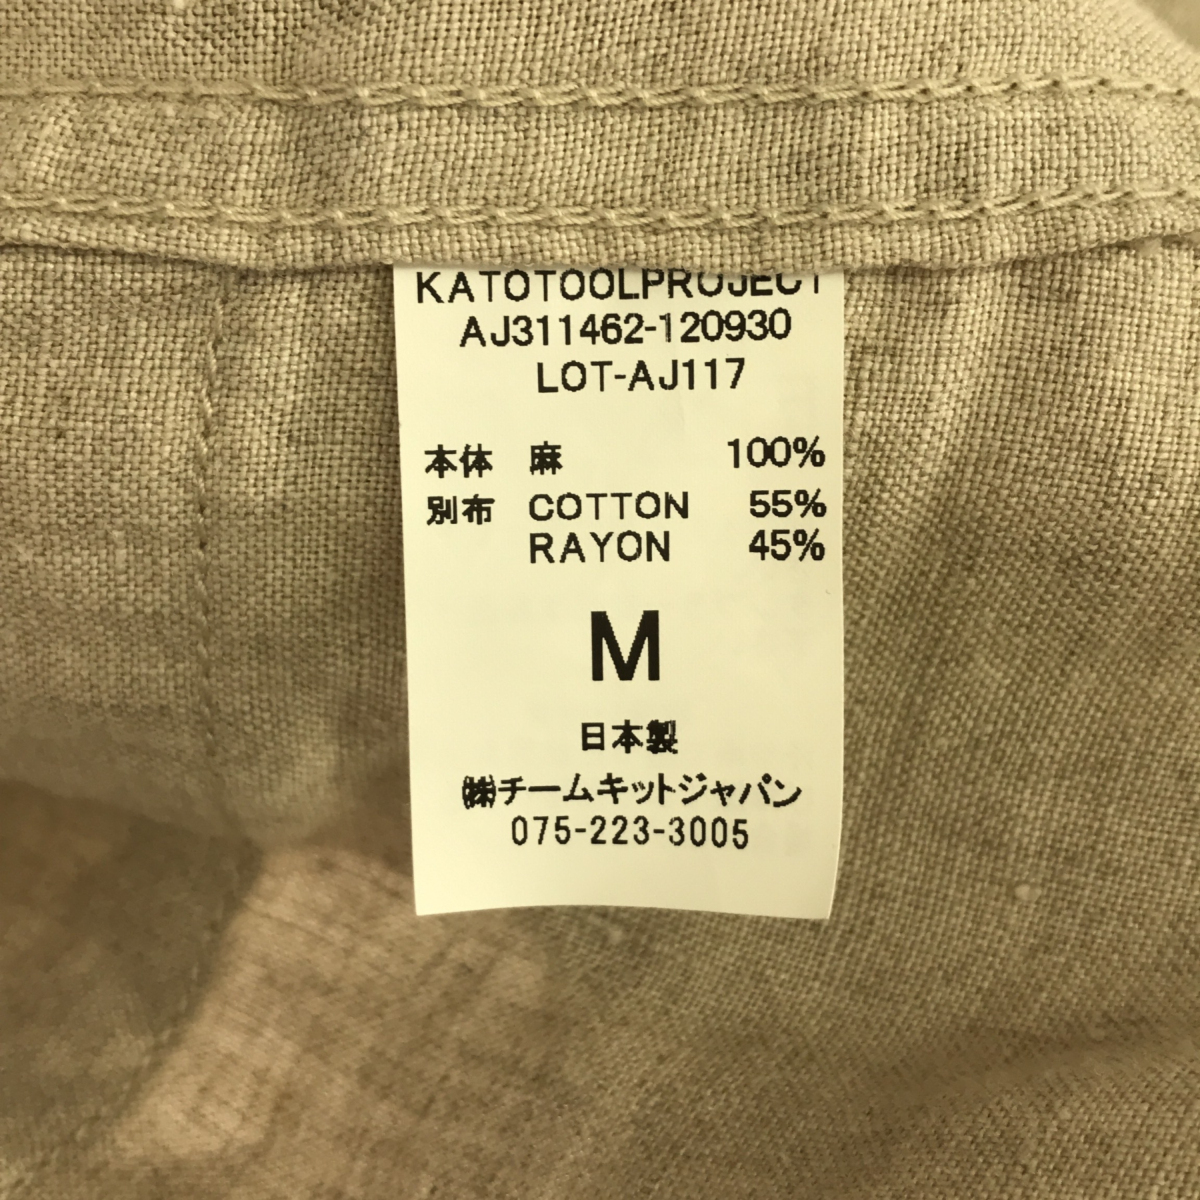 KATOTOOLPROJECT
AJ311462-120930
LOT-AJ117
本体 麻 100%
別布 COTTON 55%
RAYON 45%
M
日本製
㈱チームキットジャパン
075-223-3005